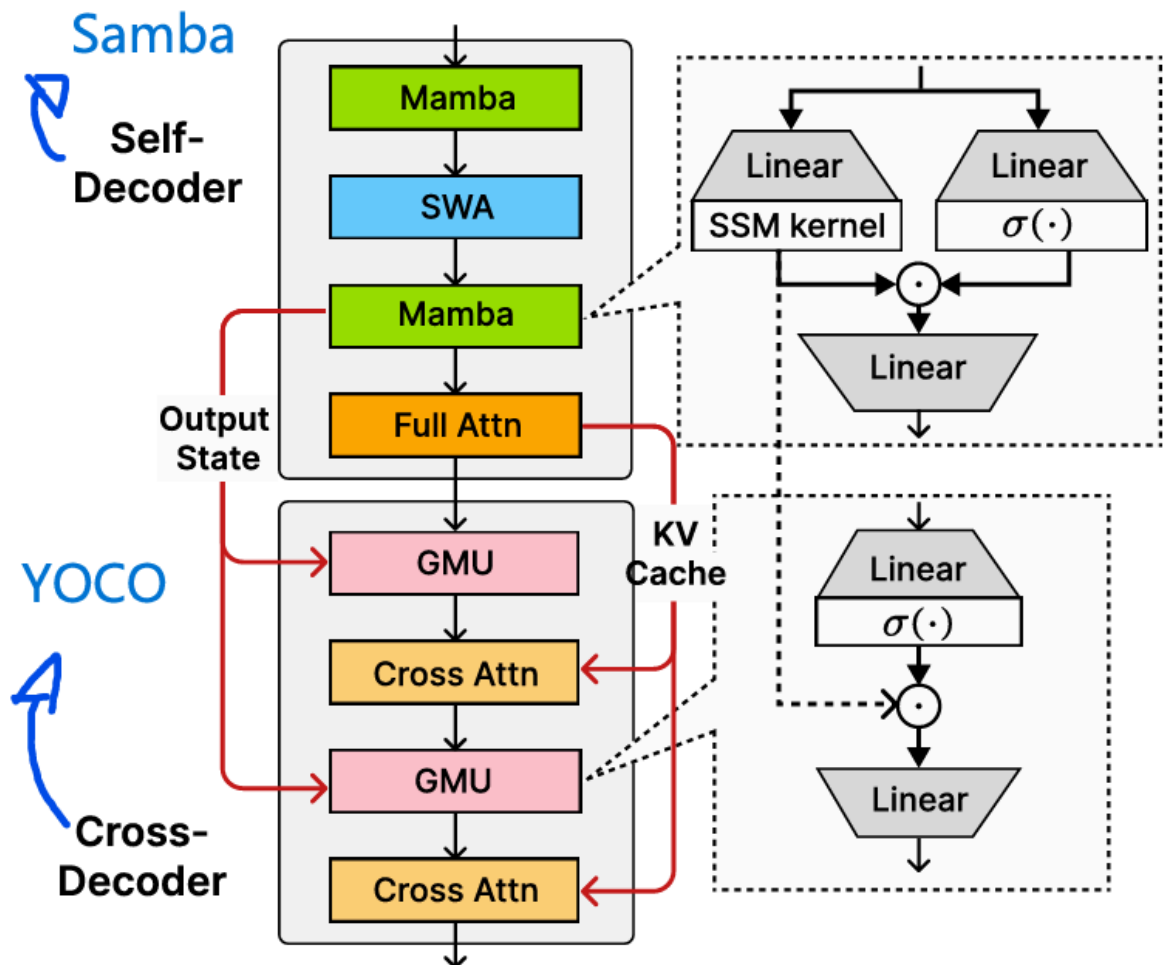 Samba
Self-
Decoder
Mamba
SWA
Mamba
Full Attn
Output
State
KV
Cache
YOCO
GMU
Cross Attn
GMU
Cross Attn
Cross-
Decoder
Linear
Linear
SSM kernel
σ(·)
Linear
Linear
σ(·)
Linear